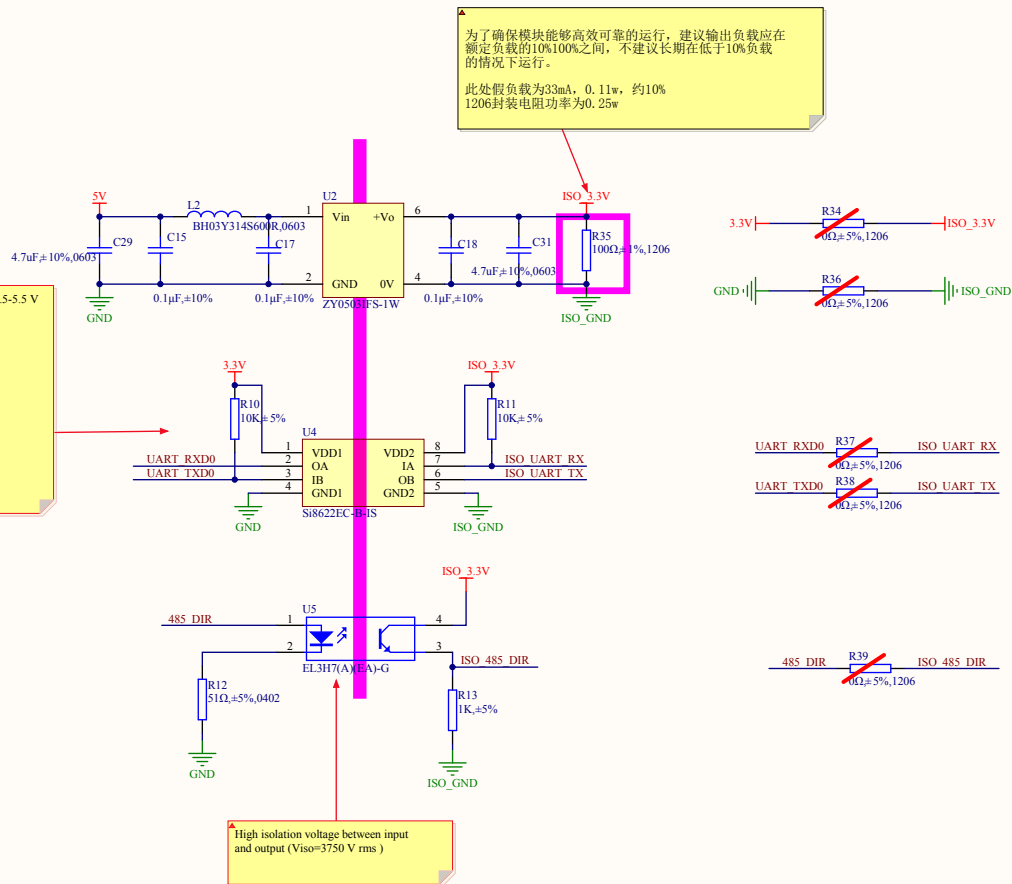 为了确保模块能够高效可靠的运行，建议输出负载应在
额定负载的10%100%之间，不建议长期在低于10%负载
的情况下运行。
此处假负载为33mA，0.11w，约10%
1206封装电阻功率为0.25w
5V
L2
BH03Y314S600R,0603
C29
4.7uF,±10%,0603
C15
0.1μF,±10%
C17
0.1μF,±10%
GND
U2
1 Vin +Vo 6
2 GND 0V 4
ZY0503IFS-1W
C18
0.1μF,±10%
C31
4.7uF,±10%,0603
ISO_3.3V
R35
100Ω,±1%,1206
ISO_GND
3.3V
R34
0Ω,±5%,1206
ISO_3.3V
GND
R36
0Ω,±5%,1206
ISO_GND
.5-5.5 V
3.3V
R10
10K,±5%
UART_RXD0
UART_TXD0
GND
U4
1 VDD1 VDD2 8
2 OA IA 7
3 IB OB 6
4 GND1 GND2 5
Si8622EC-B-IS
ISO_3.3V
R11
10K,±5%
ISO_UART_RX
ISO_UART_TX
ISO_GND
UART_RXD0
R37
0Ω,±5%,1206
ISO_UART_RX
UART_TXD0
R38
0Ω,±5%,1206
ISO_UART_TX
485_DIR
U5
1
2
4
3
EL3H7(A)(EA)-G
R12
51Ω,±5%,0402
GND
ISO_3.3V
ISO_485_DIR
R13
1K,±5%
ISO_GND
485_DIR
R39
0Ω,±5%,1206
ISO_485_DIR
High isolation voltage between input
and output (Viso=3750 V rms )